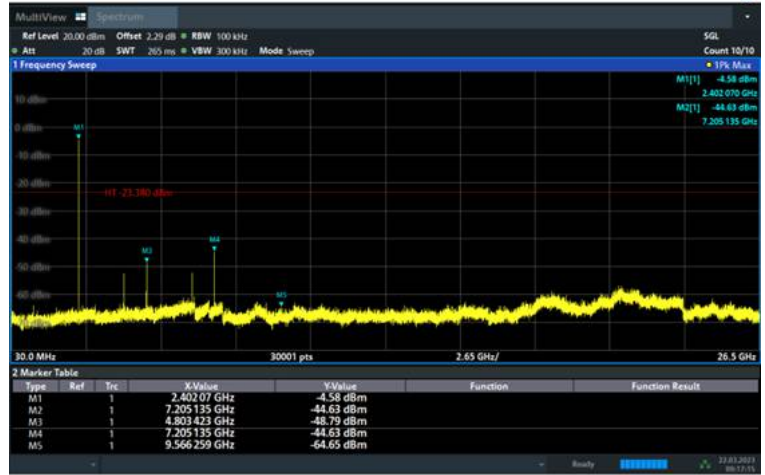 MultiView Spectrum
Ref Level 20.00 dBm Offset 2.29 dB RBW 100 kHz SGL
Att 20 dB SWT 265 ms VBW 300 kHz Mode Sweep Count 10/10
1 Frequency Sweep 1Pk Max
M1[1] -4.58 dBm
2.402 070 GHz
M2[1] -44.63 dBm
7.205 135 GHz
10 dBm
0 dBm
M1
-10 dBm
-20 dBm
H1 -23.380 dBm
-30 dBm
-40 dBm
M4
M3
-50 dBm
-60 dBm
M5
30.0 MHz 30001 pts 2.65 GHz/ 26.5 GHz
2 Marker Table
Type Ref Trc X-Value Y-Value Function Function Result
M1 1 2.402 07 GHz -4.58 dBm
M2 1 7.205 135 GHz -44.63 dBm
M3 1 4.803 423 GHz -48.79 dBm
M4 1 7.205 135 GHz -44.63 dBm
M5 1 9.566 259 GHz -64.65 dBm
Ready 22.03.2023